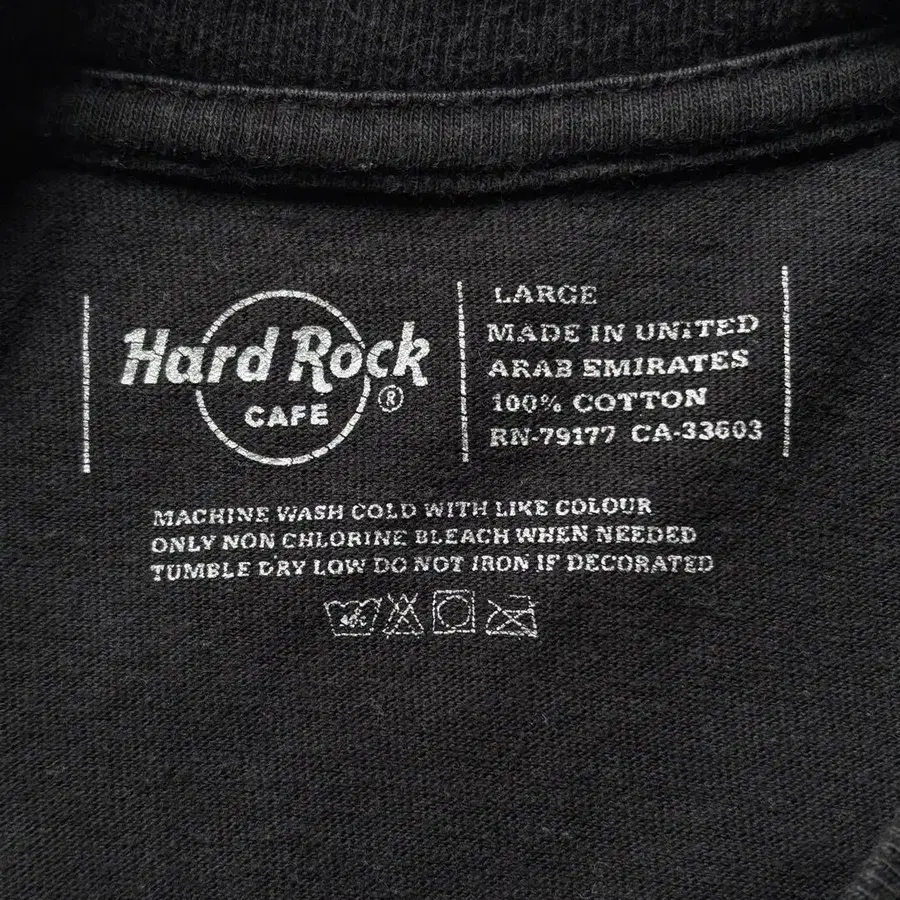 Hard Rock
CAFE
®
LARGE
MADE IN UNITED
ARAB EMIRATES
100% COTTON
RN-79177 CA-33603
MACHINE WASH COLD WITH LIKE COLOUR
ONLY NON CHLORINE BLEACH WHEN NEEDED
TUMBLE DRY LOW DO NOT IRON IF DECORATED